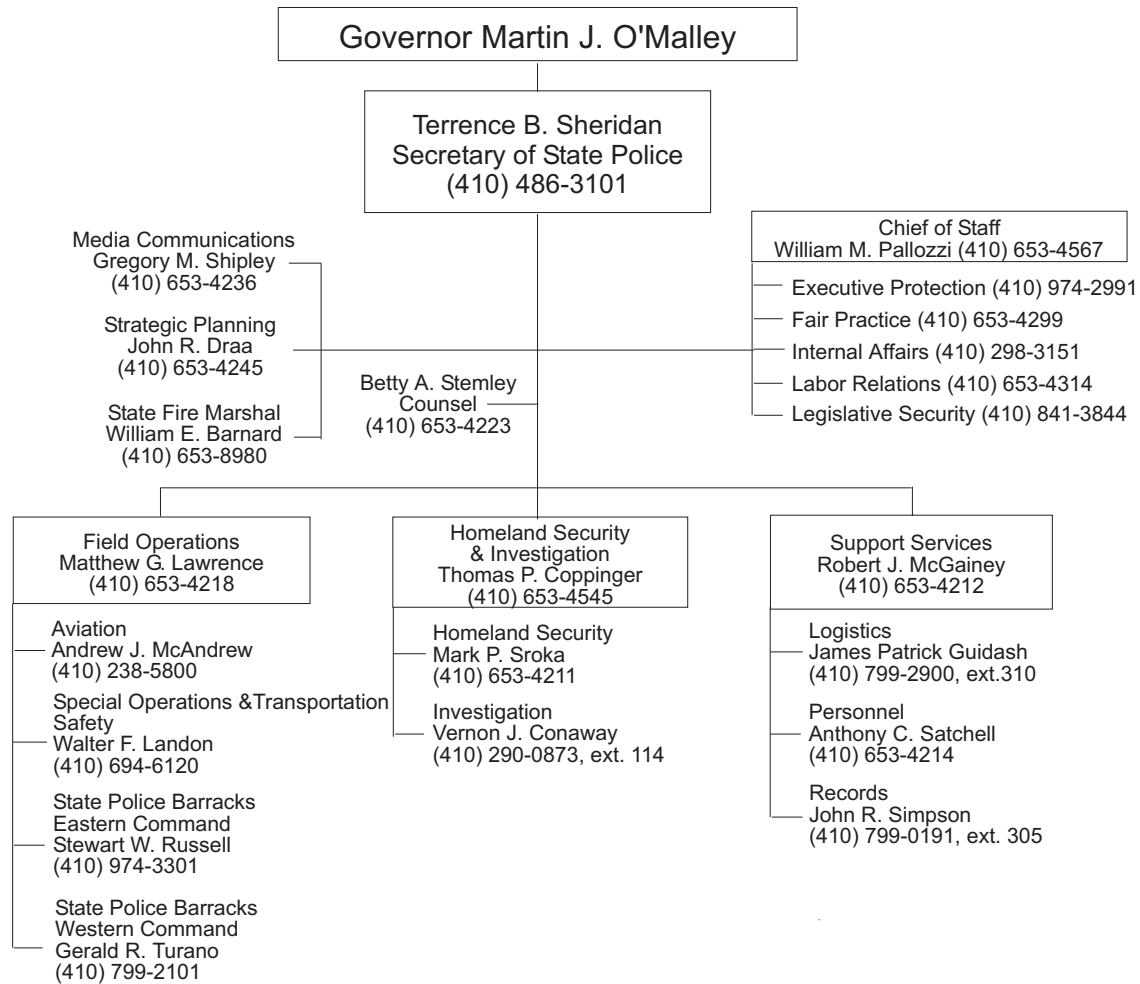 Governor Martin J. O'Malley
Terrence B. Sheridan
Secretary of State Police
(410) 486-3101
Media Communications
Gregory M. Shipley
(410) 653-4236
Strategic Planning
John R. Draa
(410) 653-4245
State Fire Marshal
William E. Barnard
(410) 653-8980
Betty A. Stemley
Counsel
(410) 653-4223
Chief of Staff
William M. Pallozzi (410) 653-4567
Executive Protection (410) 974-2991
Fair Practice (410) 653-4299
Internal Affairs (410) 298-3151
Labor Relations (410) 653-4314
Legislative Security (410) 841-3844
Field Operations
Matthew G. Lawrence
(410) 653-4218
Aviation
Andrew J. McAndrew
(410) 238-5800
Special Operations &Transportation
Safety
Walter F. Landon
(410) 694-6120
State Police Barracks
Eastern Command
Stewart W. Russell
(410) 974-3301
State Police Barracks
Western Command
Gerald R. Turano
(410) 799-2101
Homeland Security
& Investigation
Thomas P. Coppinger
(410) 653-4545
Homeland Security
Mark P. Sroka
(410) 653-4211
Investigation
Vernon J. Conaway
(410) 290-0873, ext. 114
Support Services
Robert J. McGainey
(410) 653-4212
Logistics
James Patrick Guidash
(410) 799-2900, ext.310
Personnel
Anthony C. Satchell
(410) 653-4214
Records
John R. Simpson
(410) 799-0191, ext. 305